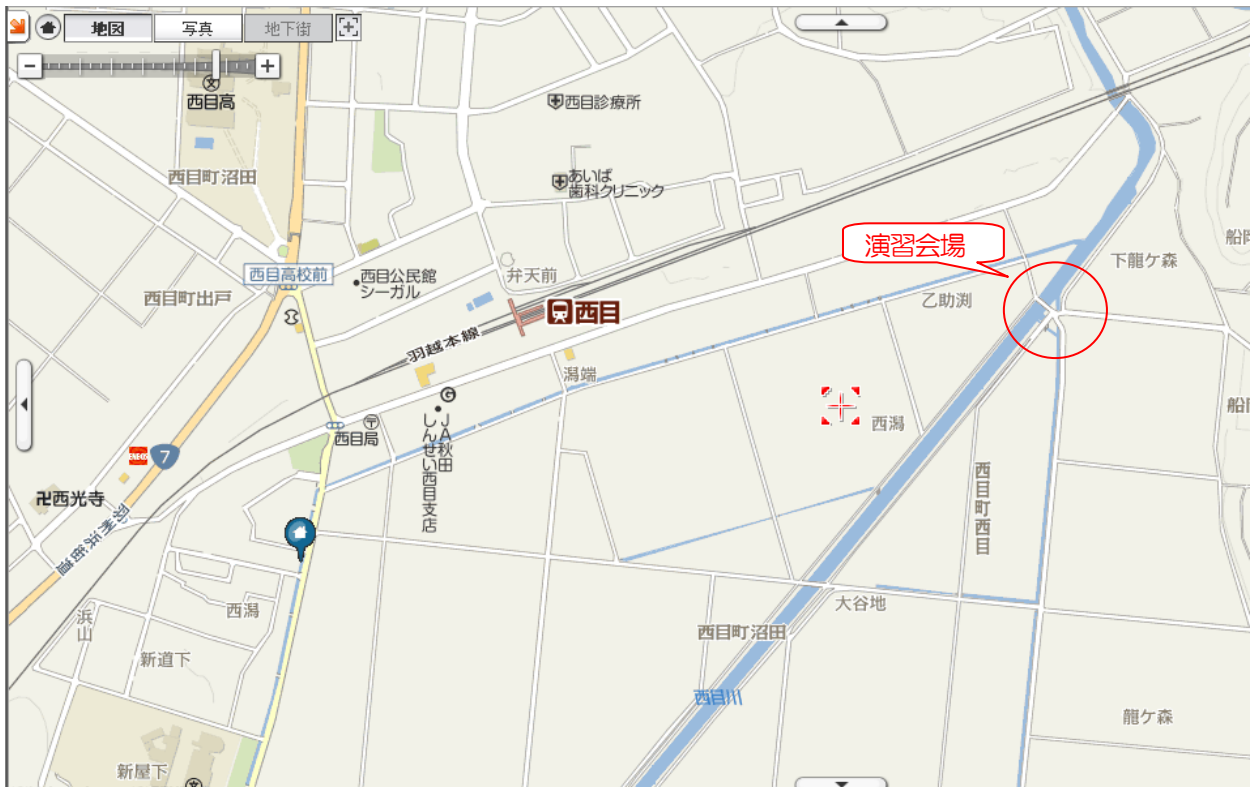 地図
写真
地下街
西目高
西目診療所
西目町沼田
あいば
歯科クリニック
演習会場
船岡
下龍ケ森
西目高校前
西目公民館
シーガル
弁天前
西目町出戸
西目
乙助渕
羽越本線
潟端
西目局
JA秋田
しんせい西目支店
西潟
船岡
ENEOS
7
卍西光寺
西目町西目
羽州浜街道
西潟
浜山
大谷地
西目町沼田
新道下
西目川
龍ケ森
新屋下